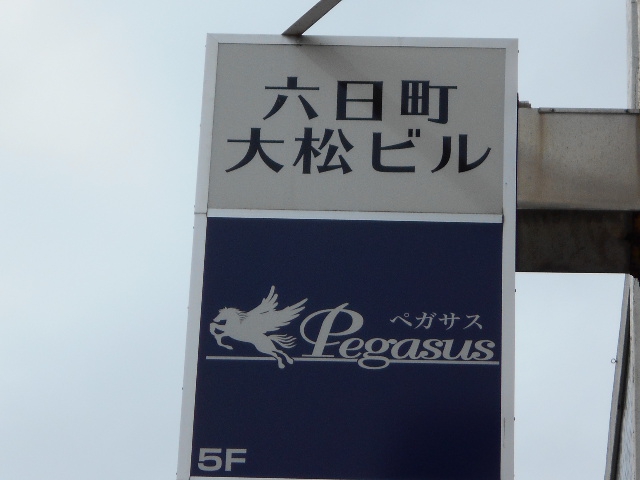 六日町
大松ビル
ペガサス
Pegasus
5F